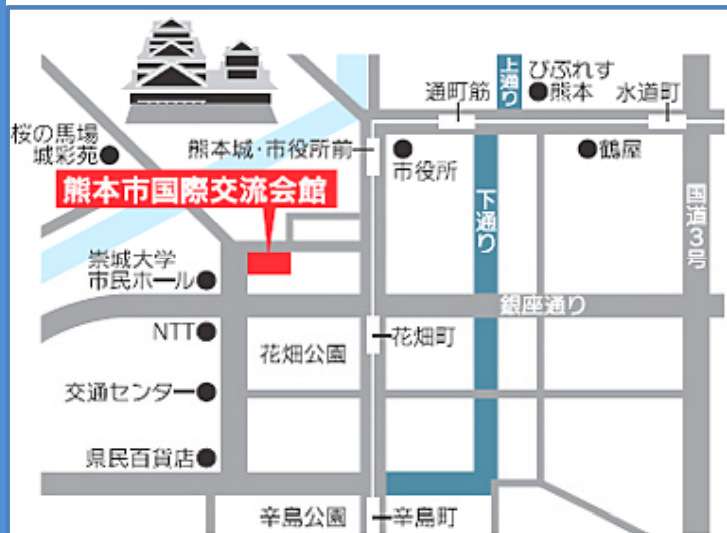 上通り
びぷれす
熊本
通町筋
水道町
桜の馬場
城彩苑
熊本城・市役所前
市役所
鶴屋
熊本市国際交流会館
下通り
国道3号
崇城大学
市民ホール
銀座通り
NTT
花畑公園
花畑町
交通センター
県民百貨店
辛島公園
辛島町